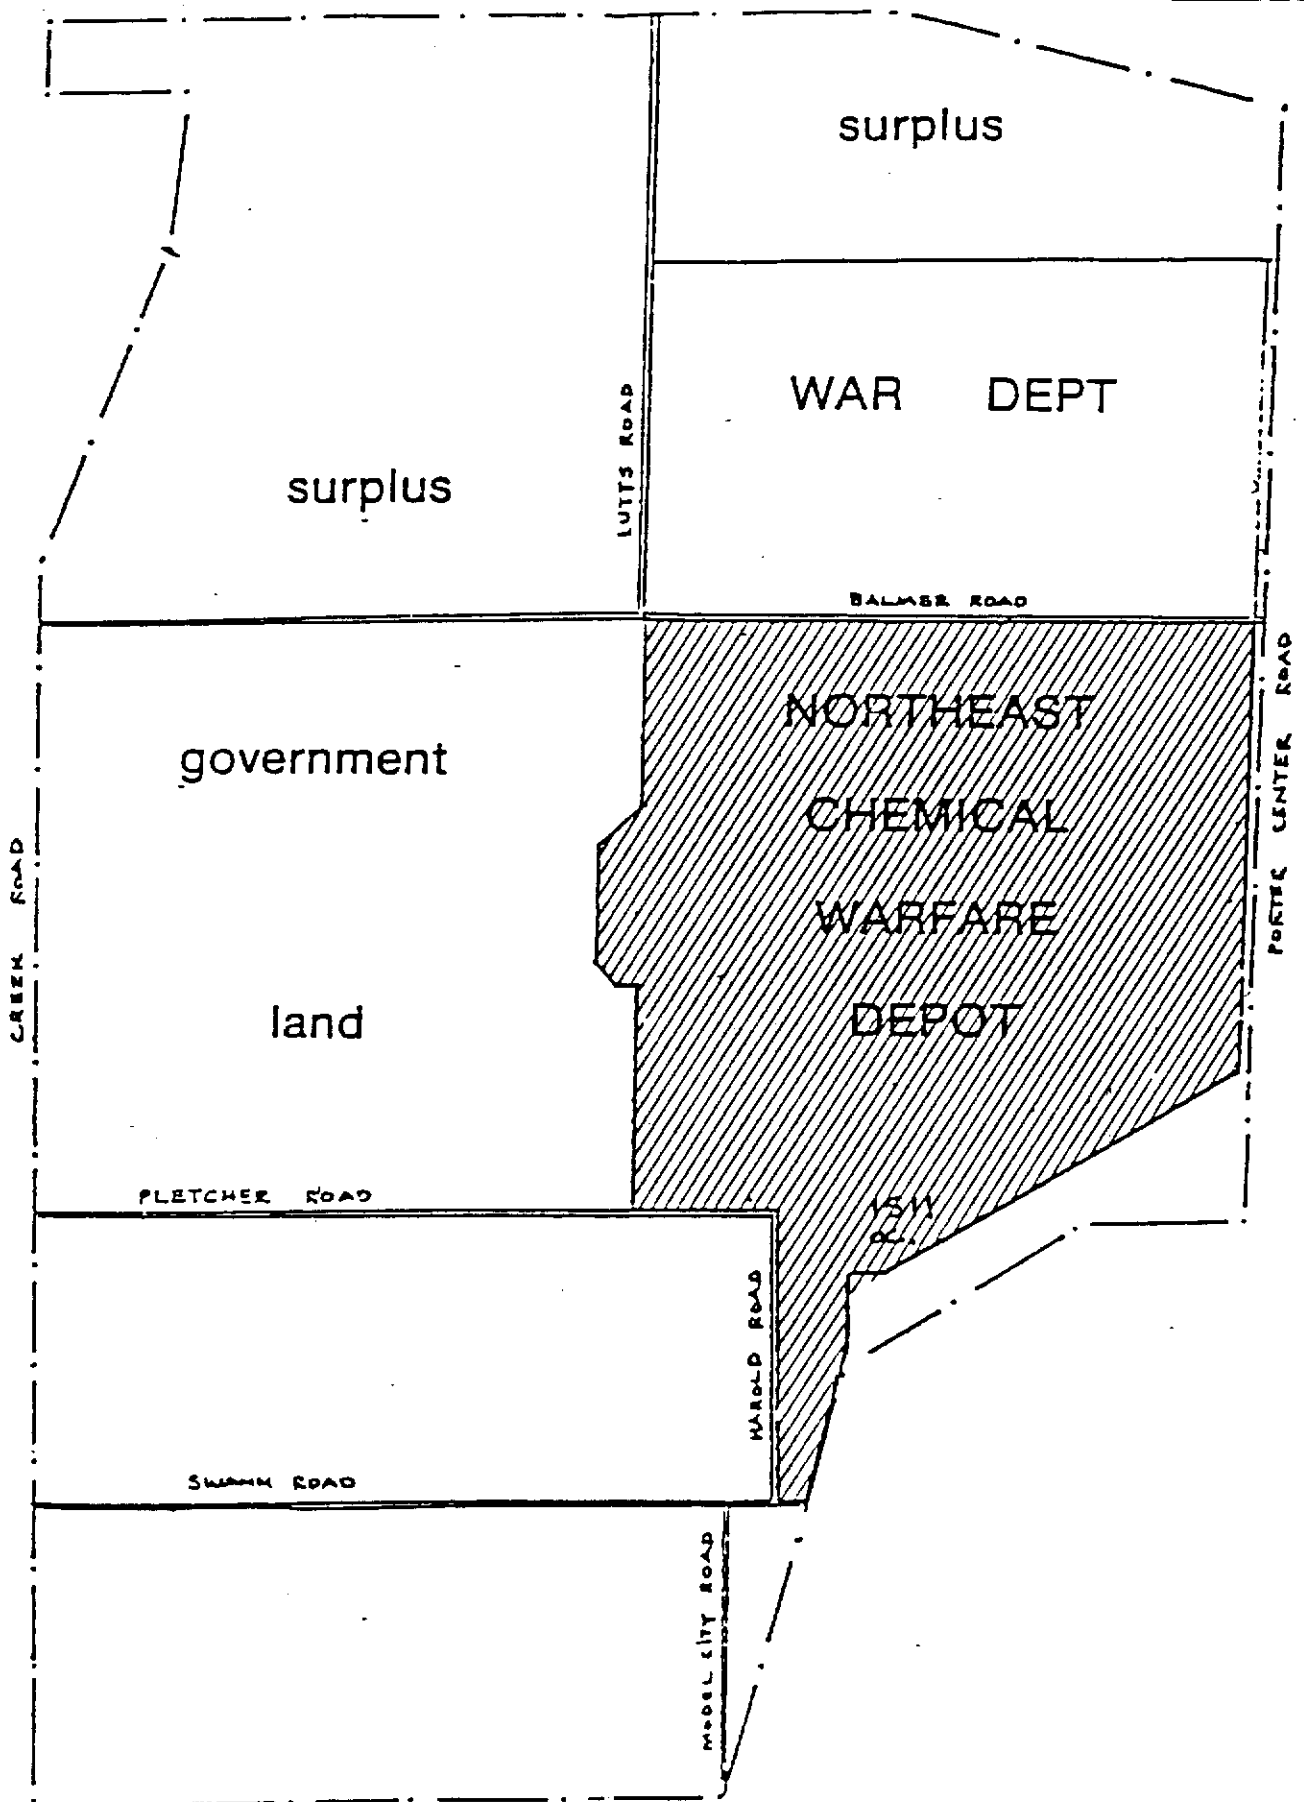 surplus
WAR DEPT
surplus
LUTTS ROAD
BALMER ROAD
NORTHEAST
CHEMICAL
WARFARE
DEPOT
government
land
CREEK ROAD
PORTER CENTER ROAD
PLETCHER ROAD
HAROLD ROAD
SWANN ROAD
MODEL CITY ROAD